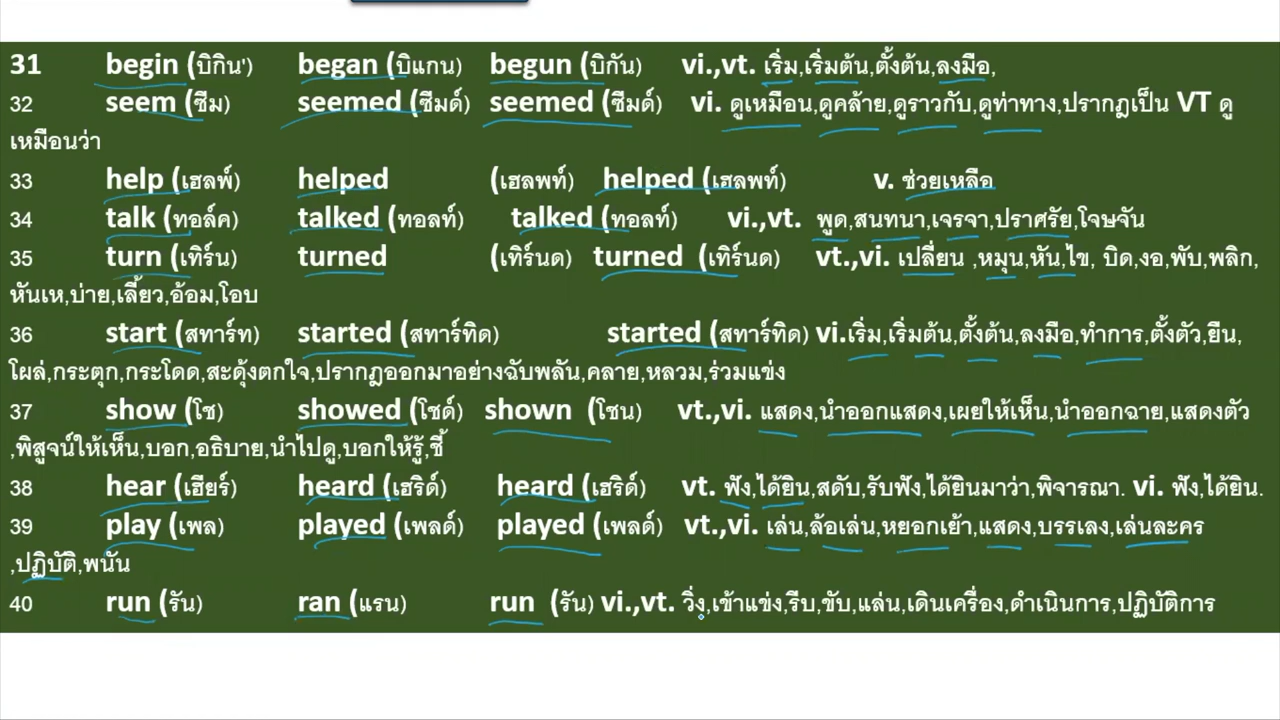 31 begin (บิกิน') began (บิแกน) begun (บิกัน) vi.,vt. เริ่ม,เริ่มต้น,ตั้งต้น,ลงมือ,
32 seem (ซีม) seemed (ซีมด์) seemed (ซีมด์) vi. ดูเหมือน,ดูคล้าย,ดูราวกับ,ดูท่าทาง,ปรากฎเป็น VT ดู
เหมือนว่า
33 help (เฮลพ์) helped (เฮลพท์) helped (เฮลพท์) v. ช่วยเหลือ
34 talk (ทอล์ค) talked (ทอลท์) talked (ทอลท์) vi.,vt. พูด,สนทนา,เจรจา,ปราศรัย,โจษจัน
35 turn (เทิร์น) turned (เทิร์นด) turned (เทิร์นด) vt.,vi. เปลี่ยน ,หมุน,หัน,ไข, บิด,งอ,พับ,พลิก,
หันเห,บ่าย,เลี้ยว,อ้อม,โอบ
36 start (สทาร์ท) started (สทาร์ทิด) started (สทาร์ทิด) vi.เริ่ม,เริ่มต้น,ตั้งต้น,ลงมือ,ทำการ,ตั้งตัว,ยืน,
โผล่,กระตุก,กระโดด,สะดุ้งตกใจ,ปรากฎออกมาอย่างฉับพลัน,คลาย,หลวม,ร่วมแข่ง
37 show (โช) showed (โชด์) shown (โชน) vt.,vi. แสดง,นำออกแสดง,เผยให้เห็น,นำออกฉาย,แสดงตัว
,พิสูจน์ให้เห็น,บอก,อธิบาย,นำไปดู,บอกให้รู้,ชี้
38 hear (เฮียร์) heard (เฮริด์) heard (เฮริด์) vt. ฟัง,ได้ยิน,สดับ,รับฟัง,ได้ยินมาว่า,พิจารณา. vi. ฟัง,ได้ยิน.
39 play (เพล) played (เพลด์) played (เพลด์) vt.,vi. เล่น,ล้อเล่น,หยอกเย้า,แสดง,บรรเลง,เล่นละคร
,ปฏิบัติ,พนัน
40 run (รัน) ran (แรน) run (รัน) vi.,vt. วิ่ง,เข้าแข่ง,รีบ,ขับ,แล่น,เดินเครื่อง,ดำเนินการ,ปฏิบัติการ